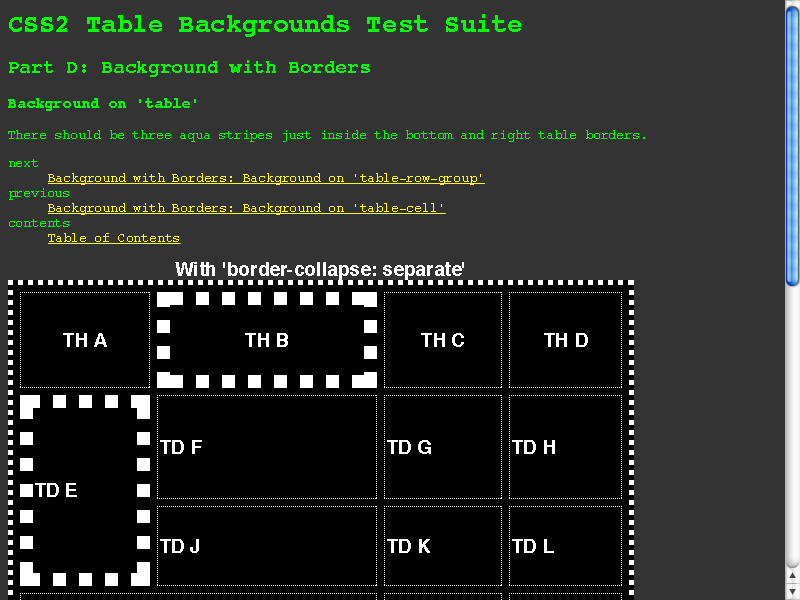 CSS2 Table Backgrounds Test Suite
Part D: Background with Borders
Background on 'table'
There should be three aqua stripes just inside the bottom and right table borders.
next
Background with Borders: Background on 'table-row-group'
previous
Background with Borders: Background on 'table-cell'
contents
Table of Contents
With 'border-collapse: separate'
TH A TH B TH C TH D
TD F TD G TD H
TD E
TD J TD K TD L